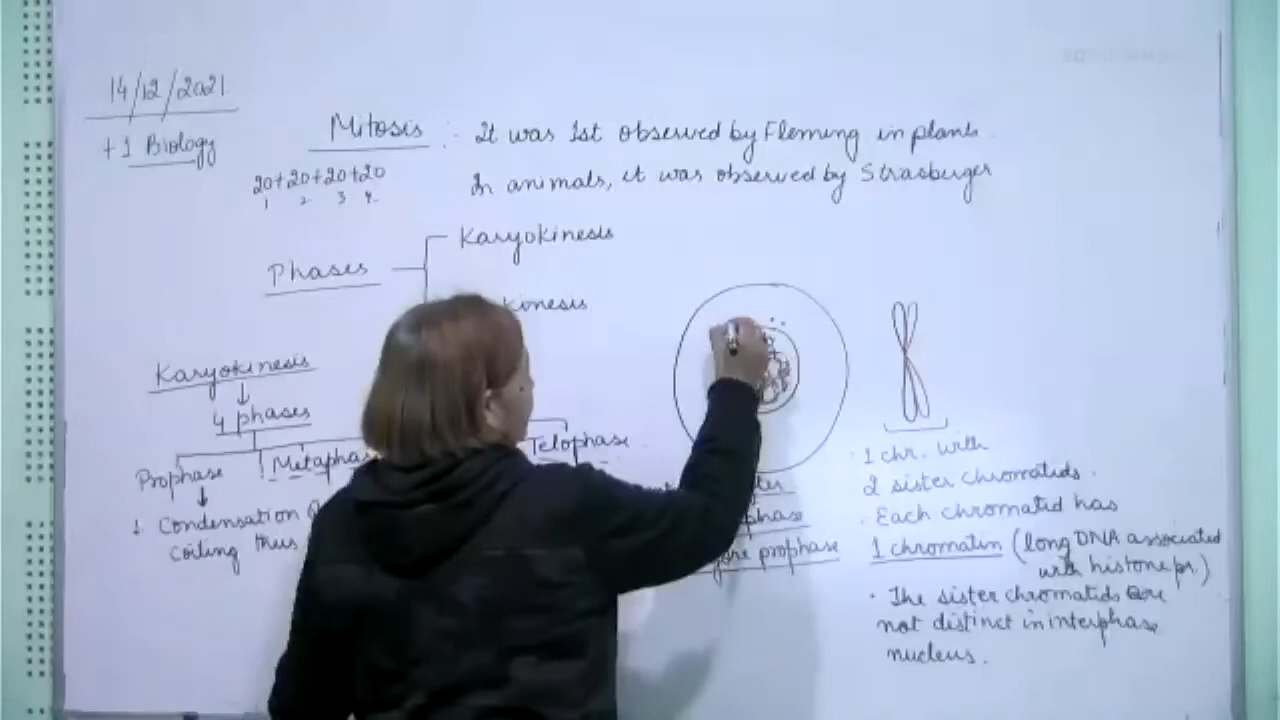 14/12/2021
+1 Biology
Mitosis : It was 1st observed by Fleming in plants
20+20+20+20
1 2 3 4
In animals, it was observed by Strasberger
Karyokinesis
Phases
kinesis
Karyokinesis
↓
4 phases
Prophase Metaphas Telophase
↓
1 Condensation
coiling thus
phase
prophase
1 chr. with
2 sister chromatids.
. Each chromatid has
1 chromatin (long DNA associated
with histone pr.)
• The sister chromatids are
not distinct in interphase
nucleus.